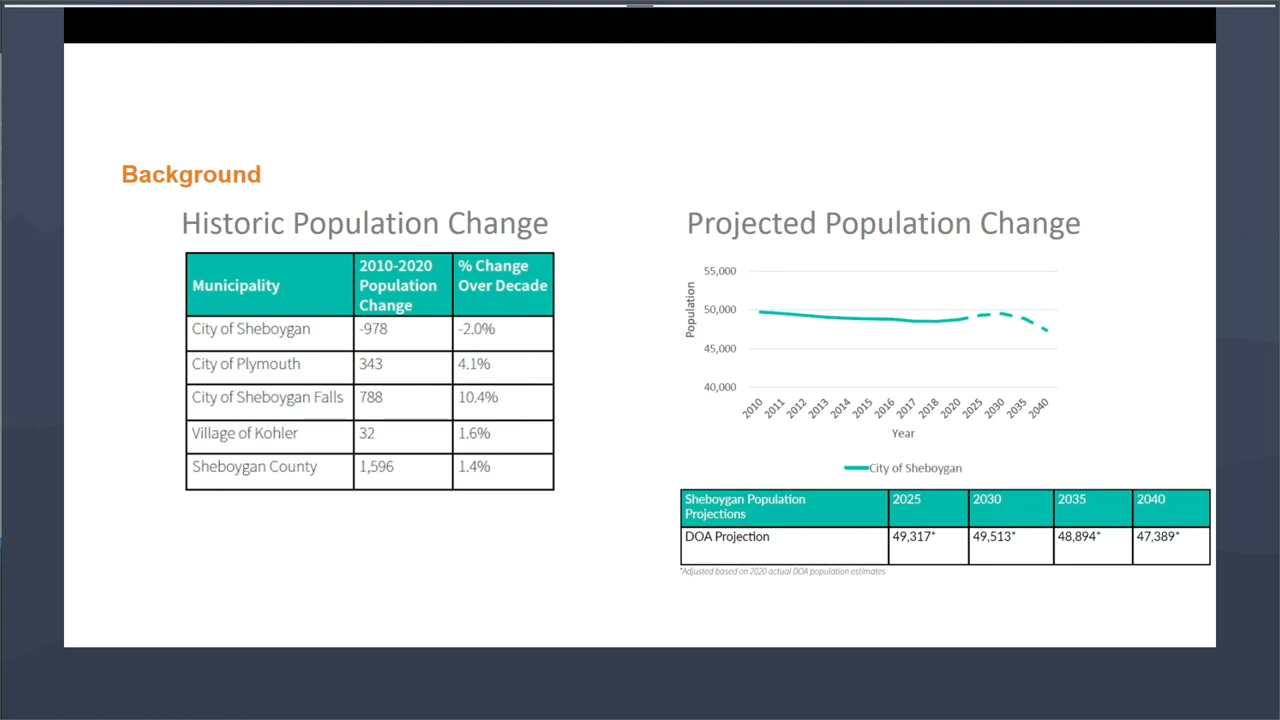 Background
Historic Population Change
Municipality
2010-2020 Population Change
% Change Over Decade
City of Sheboygan -978 -2.0%
City of Plymouth 343 4.1%
City of Sheboygan Falls 788 10.4%
Village of Kohler 32 1.6%
Sheboygan County 1,596 1.4%
Projected Population Change
55,000
50,000
45,000
40,000
Population
2010 2011 2012 2013 2014 2015 2016 2017 2018 2020 2025 2030 2035 2040
Year
City of Sheboygan
Sheboygan Population Projections 2025 2030 2035 2040
DOA Projection 49,317* 49,513* 48,894* 47,389*
*Adjusted based on 2020 actual DOA population estimates